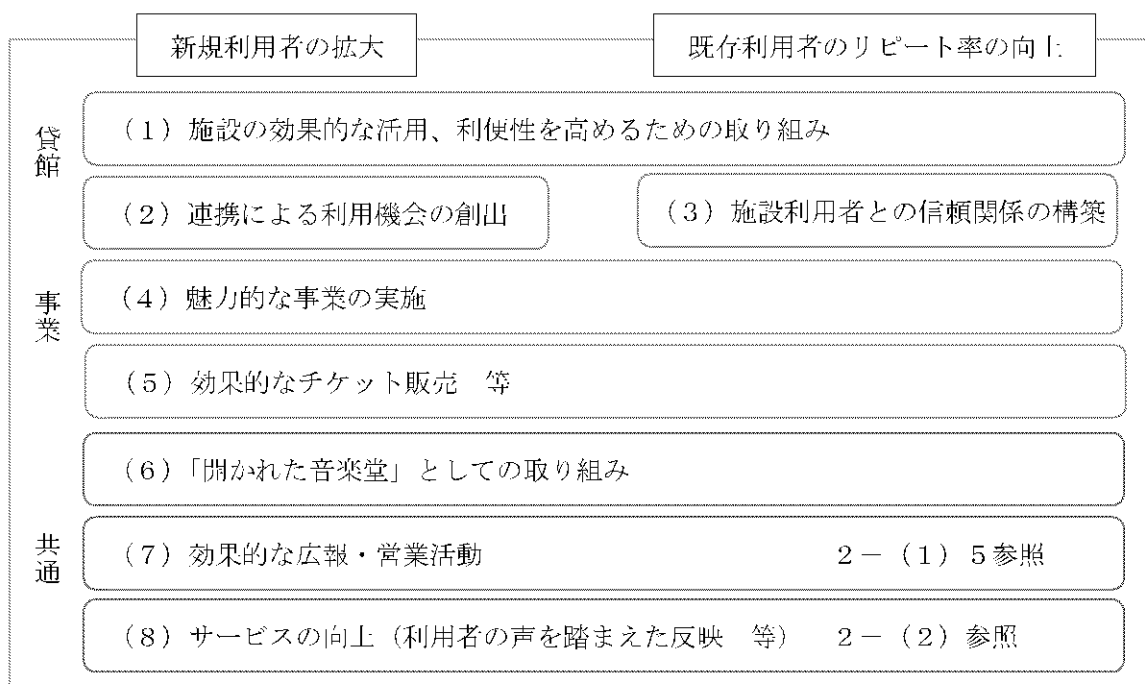 新規利用者の拡大
既存利用者のリピート率の向上
貸館
(1)施設の効果的な活用、利便性を高めるための取り組み
(2)連携による利用機会の創出
(3)施設利用者との信頼関係の構築
事業
(4)魅力的な事業の実施
(5)効果的なチケット販売　等
共通
(6)「開かれた音楽堂」としての取り組み
(7)効果的な広報・営業活動　2－(1)5参照
(8)サービスの向上(利用者の声を踏まえた反映　等)　2－(2)参照